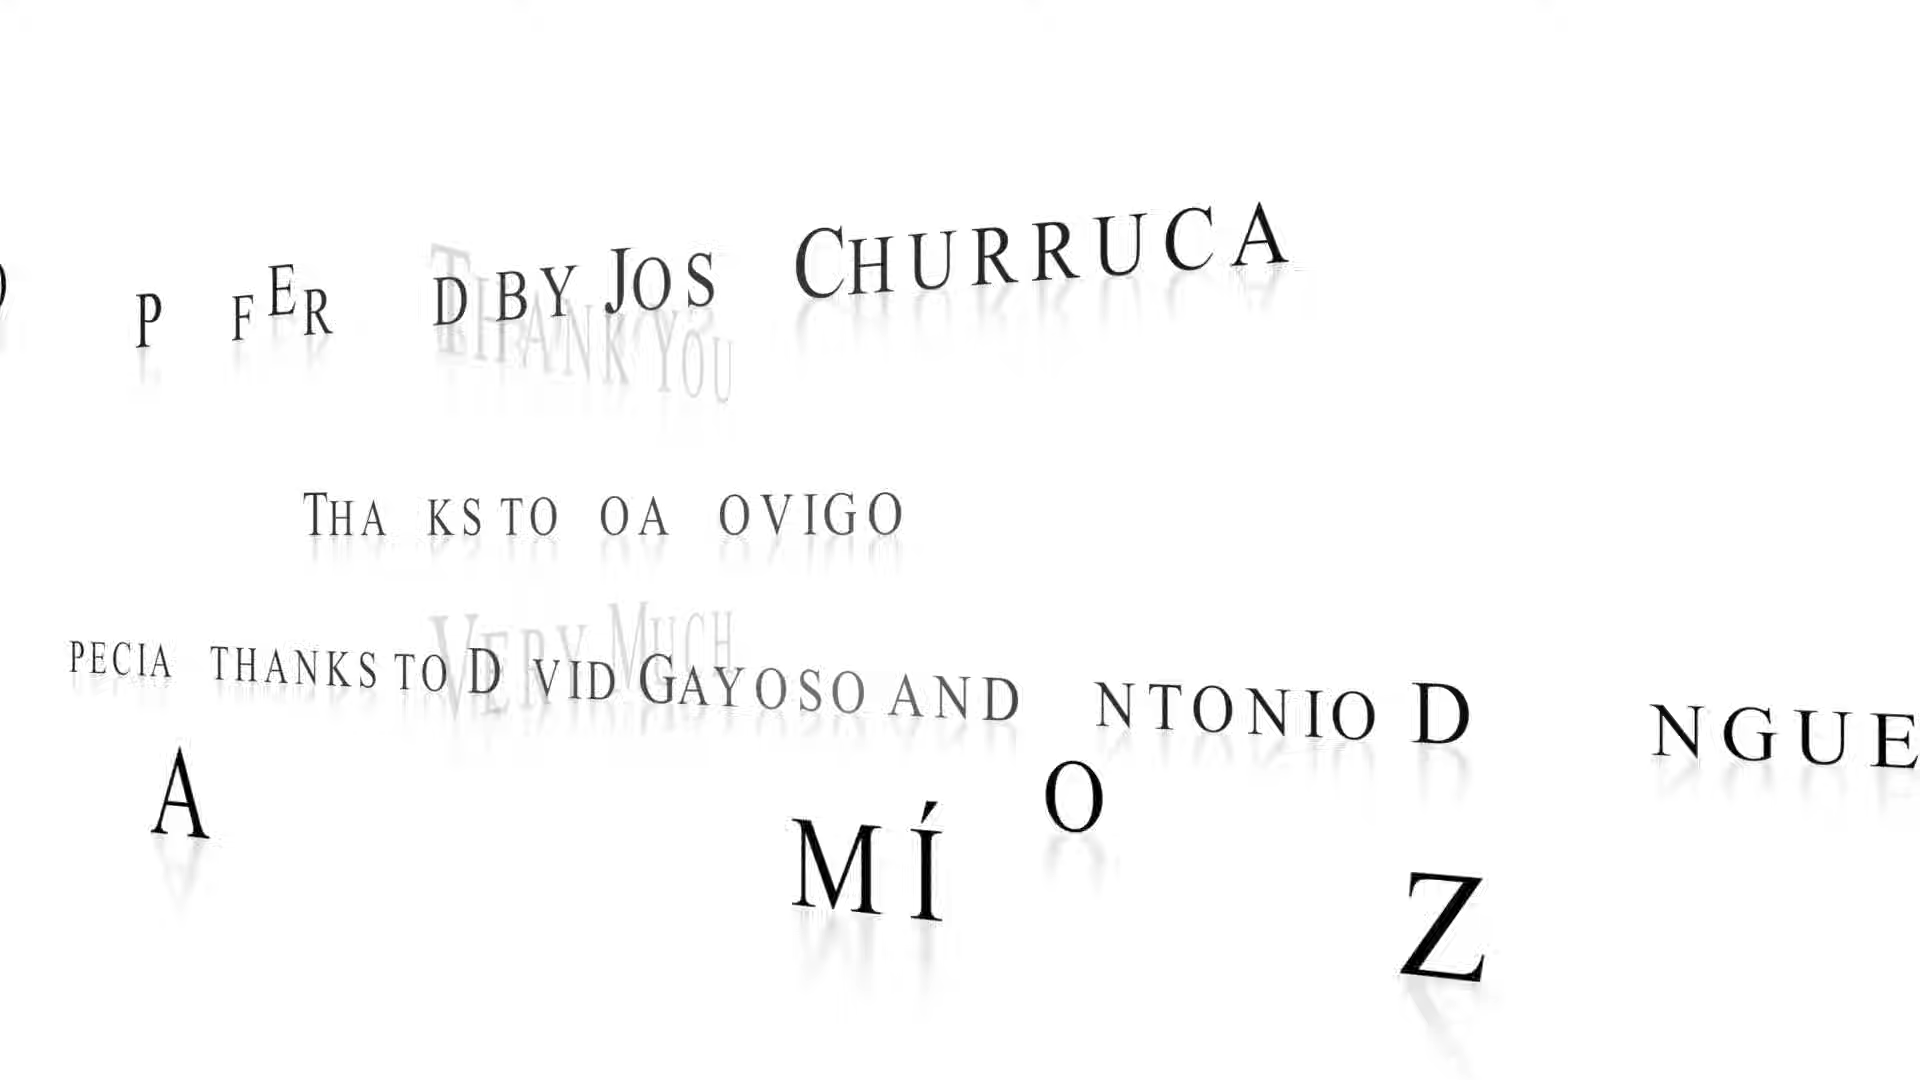 P FER D BY JOS CHURRUCA
THANK YOU
THA KS TO OA OVIGO
VERY MUCH
PECIA THANKS TO D VID GAYOSO AND NTONIO D NGUE
A M Í O Z